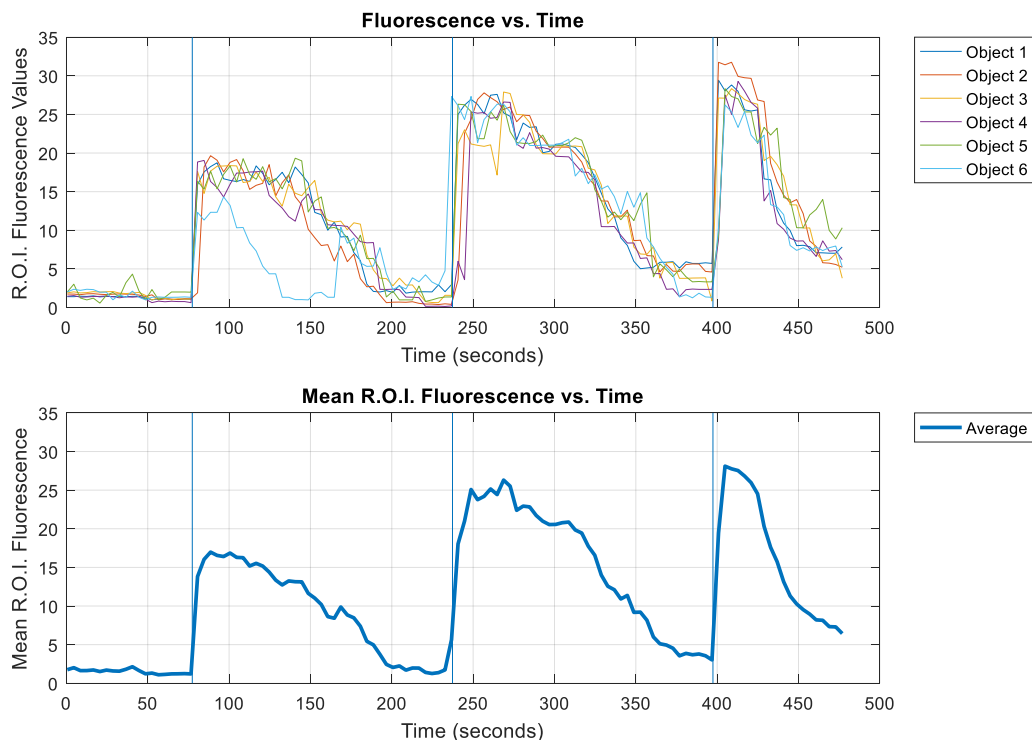 Fluorescence vs. Time
R.O.I. Fluorescence Values
35
30
25
20
15
10
5
0
0 50 100 150 200 250 300 350 400 450 500
Time (seconds)
Object 1
Object 2
Object 3
Object 4
Object 5
Object 6
Mean R.O.I. Fluorescence vs. Time
Mean R.O.I. Fluorescence
35
30
25
20
15
10
5
0
0 50 100 150 200 250 300 350 400 450 500
Time (seconds)
Average